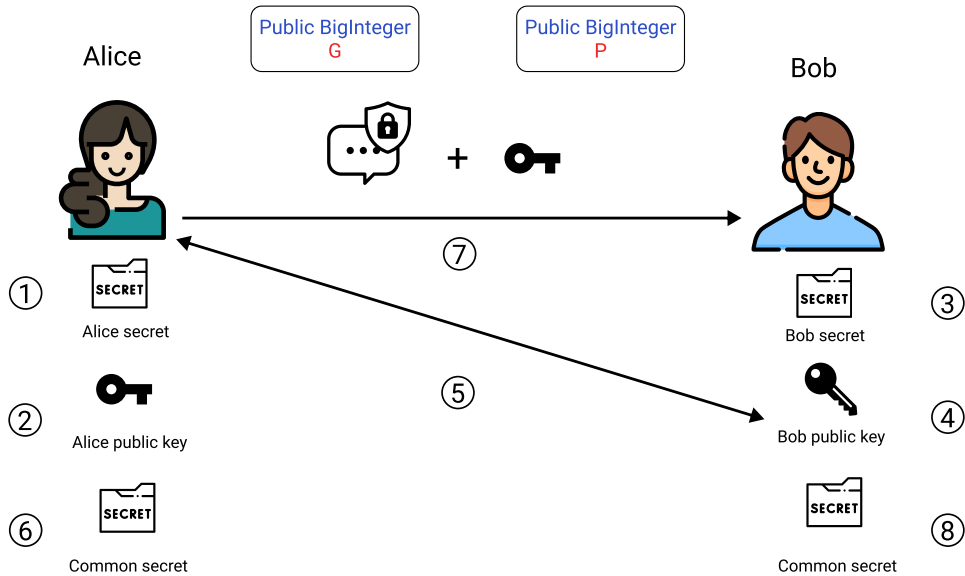 Public BigInteger
G
Public BigInteger
P
Alice
Bob
7
1
SECRET
Alice secret
SECRET
Bob secret
3
2
Alice public key
5
Bob public key
4
6
SECRET
Common secret
SECRET
Common secret
8